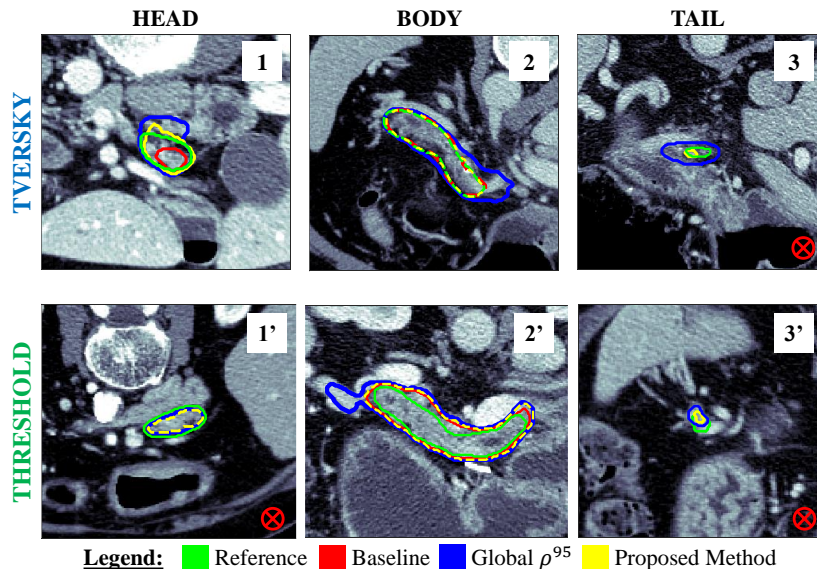 HEAD BODY TAIL
TVERSKY
1 2 3
THRESHOLD
1’ 2’ 3’
Legend: Reference Baseline Global ρ⁹⁵ Proposed Method